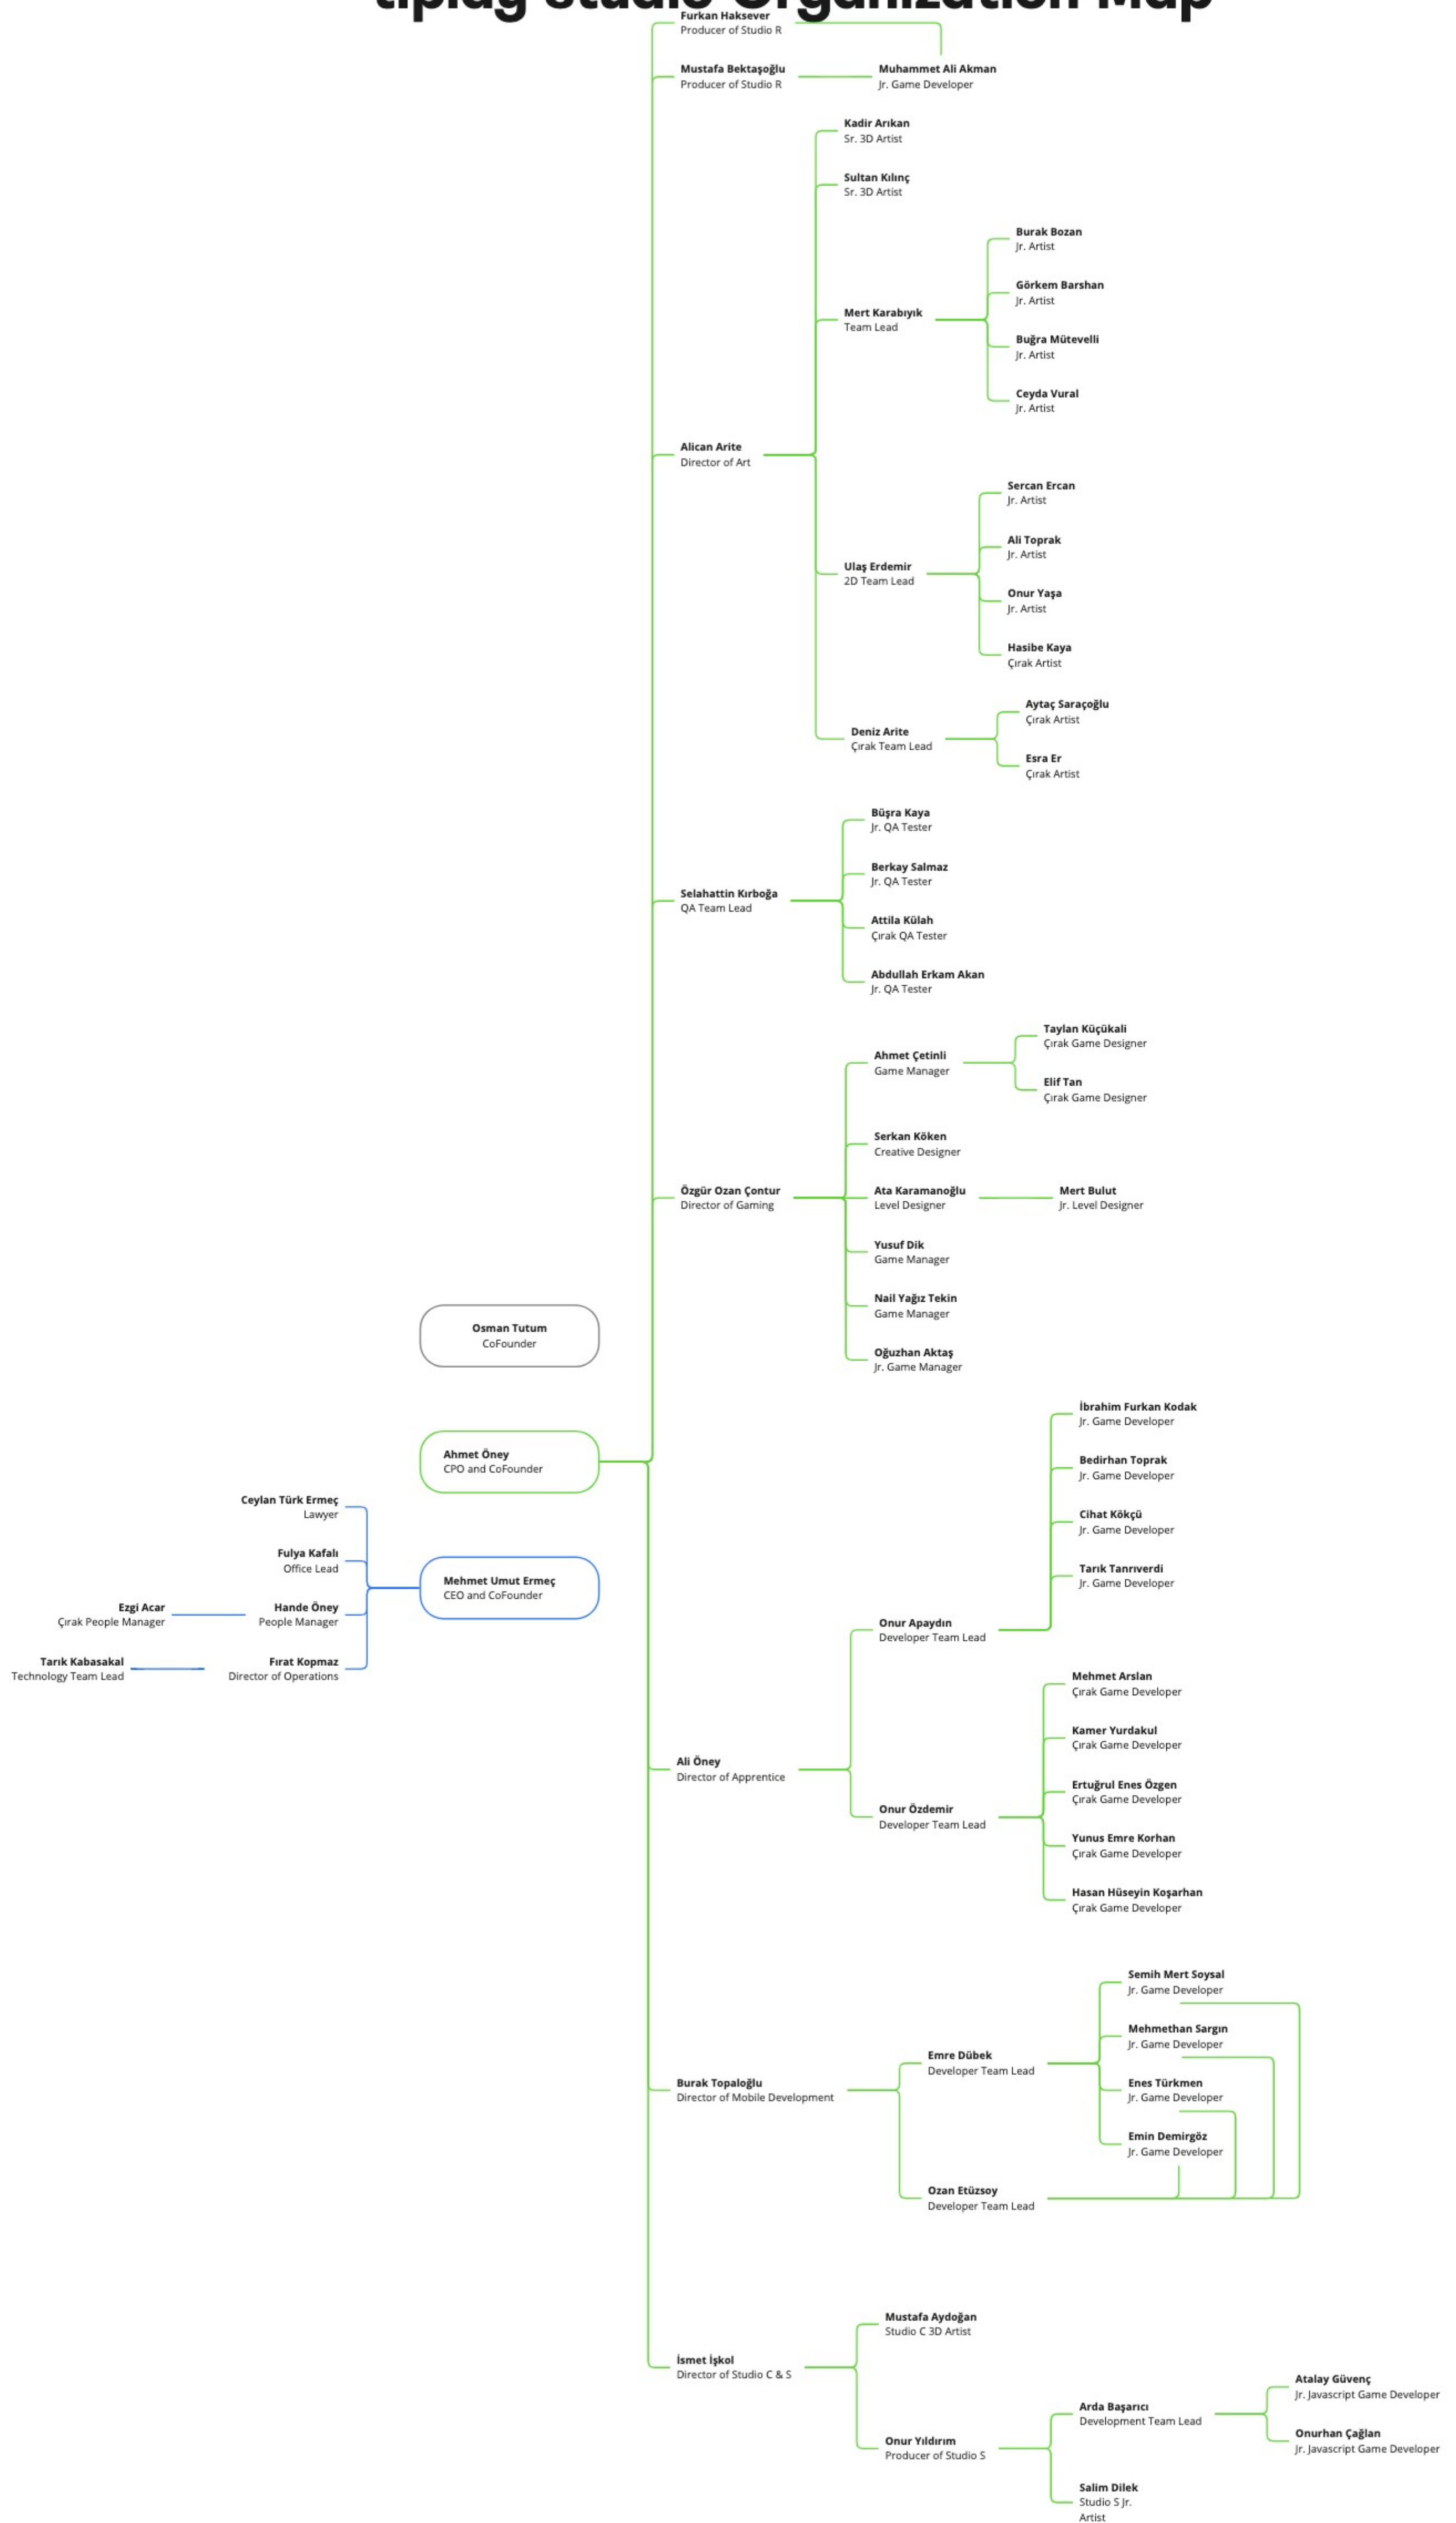 tiplay studio Organization Map
Furkan Haksever
Producer of Studio R
Mustafa Bektaşoğlu
Producer of Studio R
Muhammet Ali Akman
Jr. Game Developer
Kadir Arıkan
Sr. 3D Artist
Sultan Kılınç
Sr. 3D Artist
Burak Bozan
Jr. Artist
Görkem Barshan
Jr. Artist
Mert Karabıyık
Team Lead
Buğra Mütevelli
Jr. Artist
Ceyda Vural
Jr. Artist
Alican Arite
Director of Art
Sercan Ercan
Jr. Artist
Ali Toprak
Jr. Artist
Ulaş Erdemir
2D Team Lead
Onur Yaşa
Jr. Artist
Hasibe Kaya
Çırak Artist
Aytaç Saraçoğlu
Çırak Artist
Deniz Arite
Çırak Team Lead
Esra Er
Çırak Artist
Büşra Kaya
Jr. QA Tester
Berkay Salmaz
Jr. QA Tester
Selahattin Kırboğa
QA Team Lead
Attila Külah
Çırak QA Tester
Abdullah Erkam Akan
Jr. QA Tester
Taylan Küçükali
Çırak Game Designer
Ahmet Çetinli
Game Manager
Elif Tan
Çırak Game Designer
Serkan Köken
Creative Designer
Özgür Ozan Çontur
Director of Gaming
Ata Karamanoğlu
Level Designer
Mert Bulut
Jr. Level Designer
Yusuf Dik
Game Manager
Nail Yağız Tekin
Game Manager
Oğuzhan Aktaş
Jr. Game Manager
Osman Tutum
CoFounder
Ahmet Öney
CPO and CoFounder
Mehmet Umut Ermeç
CEO and CoFounder
Ceylan Türk Ermeç
Lawyer
Fulya Kafalı
Office Lead
Ezgi Acar
Çırak People Manager
Hande Öney
People Manager
Tarık Kabasakal
Technology Team Lead
Fırat Kopmaz
Director of Operations
İbrahim Furkan Kodak
Jr. Game Developer
Bedirhan Toprak
Jr. Game Developer
Cihat Kökçü
Jr. Game Developer
Tarık Tanrıverdi
Jr. Game Developer
Onur Apaydın
Developer Team Lead
Mehmet Arslan
Çırak Game Developer
Kamer Yurdakul
Çırak Game Developer
Ali Öney
Director of Apprentice
Ertuğrul Enes Özgen
Çırak Game Developer
Onur Özdemir
Developer Team Lead
Yunus Emre Korhan
Çırak Game Developer
Hasan Hüseyin Koşarhan
Çırak Game Developer
Semih Mert Soysal
Jr. Game Developer
Mehmethan Sargın
Jr. Game Developer
Emre Dübek
Developer Team Lead
Burak Topaloğlu
Director of Mobile Development
Enes Türkmen
Jr. Game Developer
Emin Demirgöz
Jr. Game Developer
Ozan Etüzsoy
Developer Team Lead
Mustafa Aydoğan
Studio C 3D Artist
İsmet İşkol
Director of Studio C & S
Atalay Güvenç
Jr. Javascript Game Developer
Arda Başarıcı
Development Team Lead
Onurhan Çağlan
Jr. Javascript Game Developer
Onur Yıldırım
Producer of Studio S
Salim Dilek
Studio S Jr.
Artist